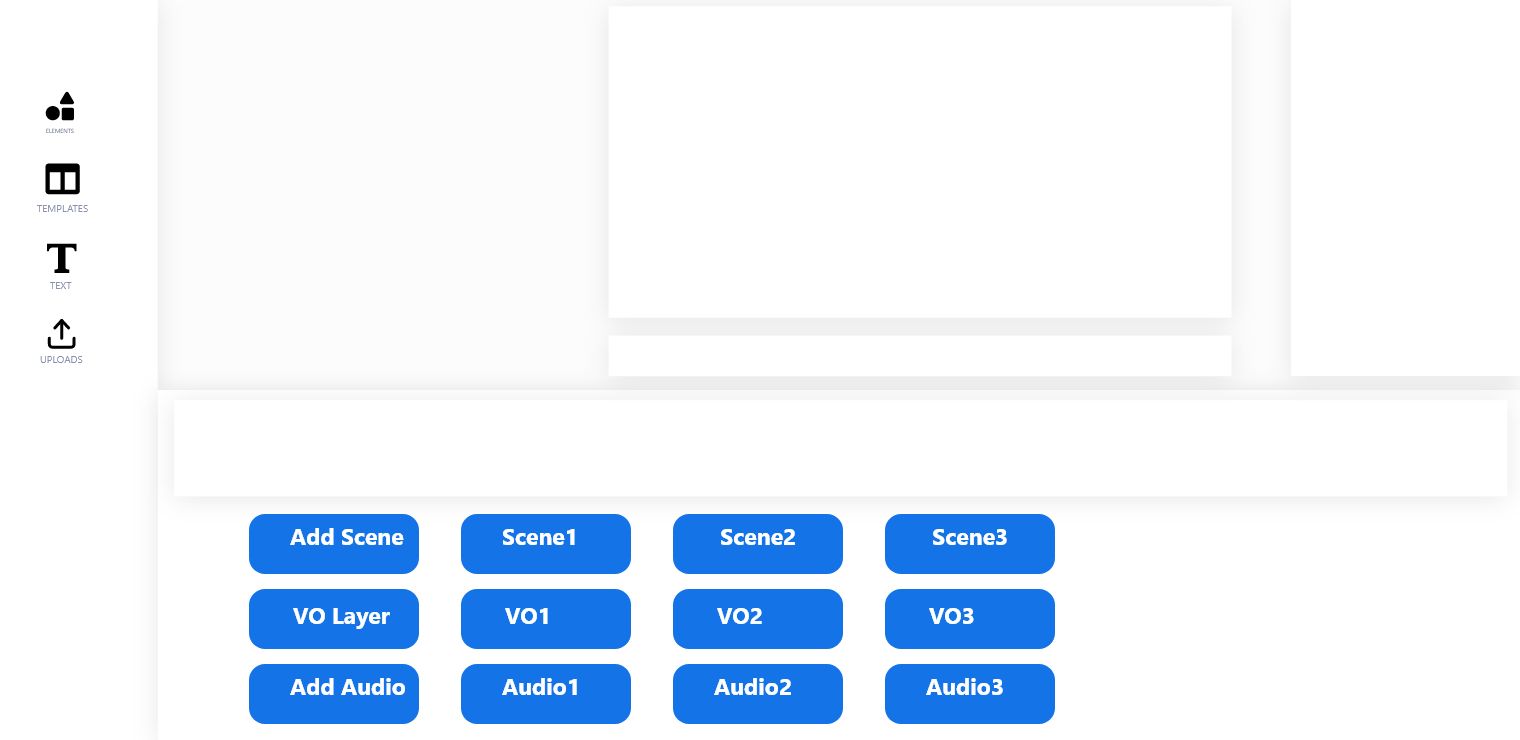 ELEMENTS
TEMPLATES
TEXT
UPLOADS
Add Scene Scene1 Scene2 Scene3
VO Layer VO1 VO2 VO3
Add Audio Audio1 Audio2 Audio3